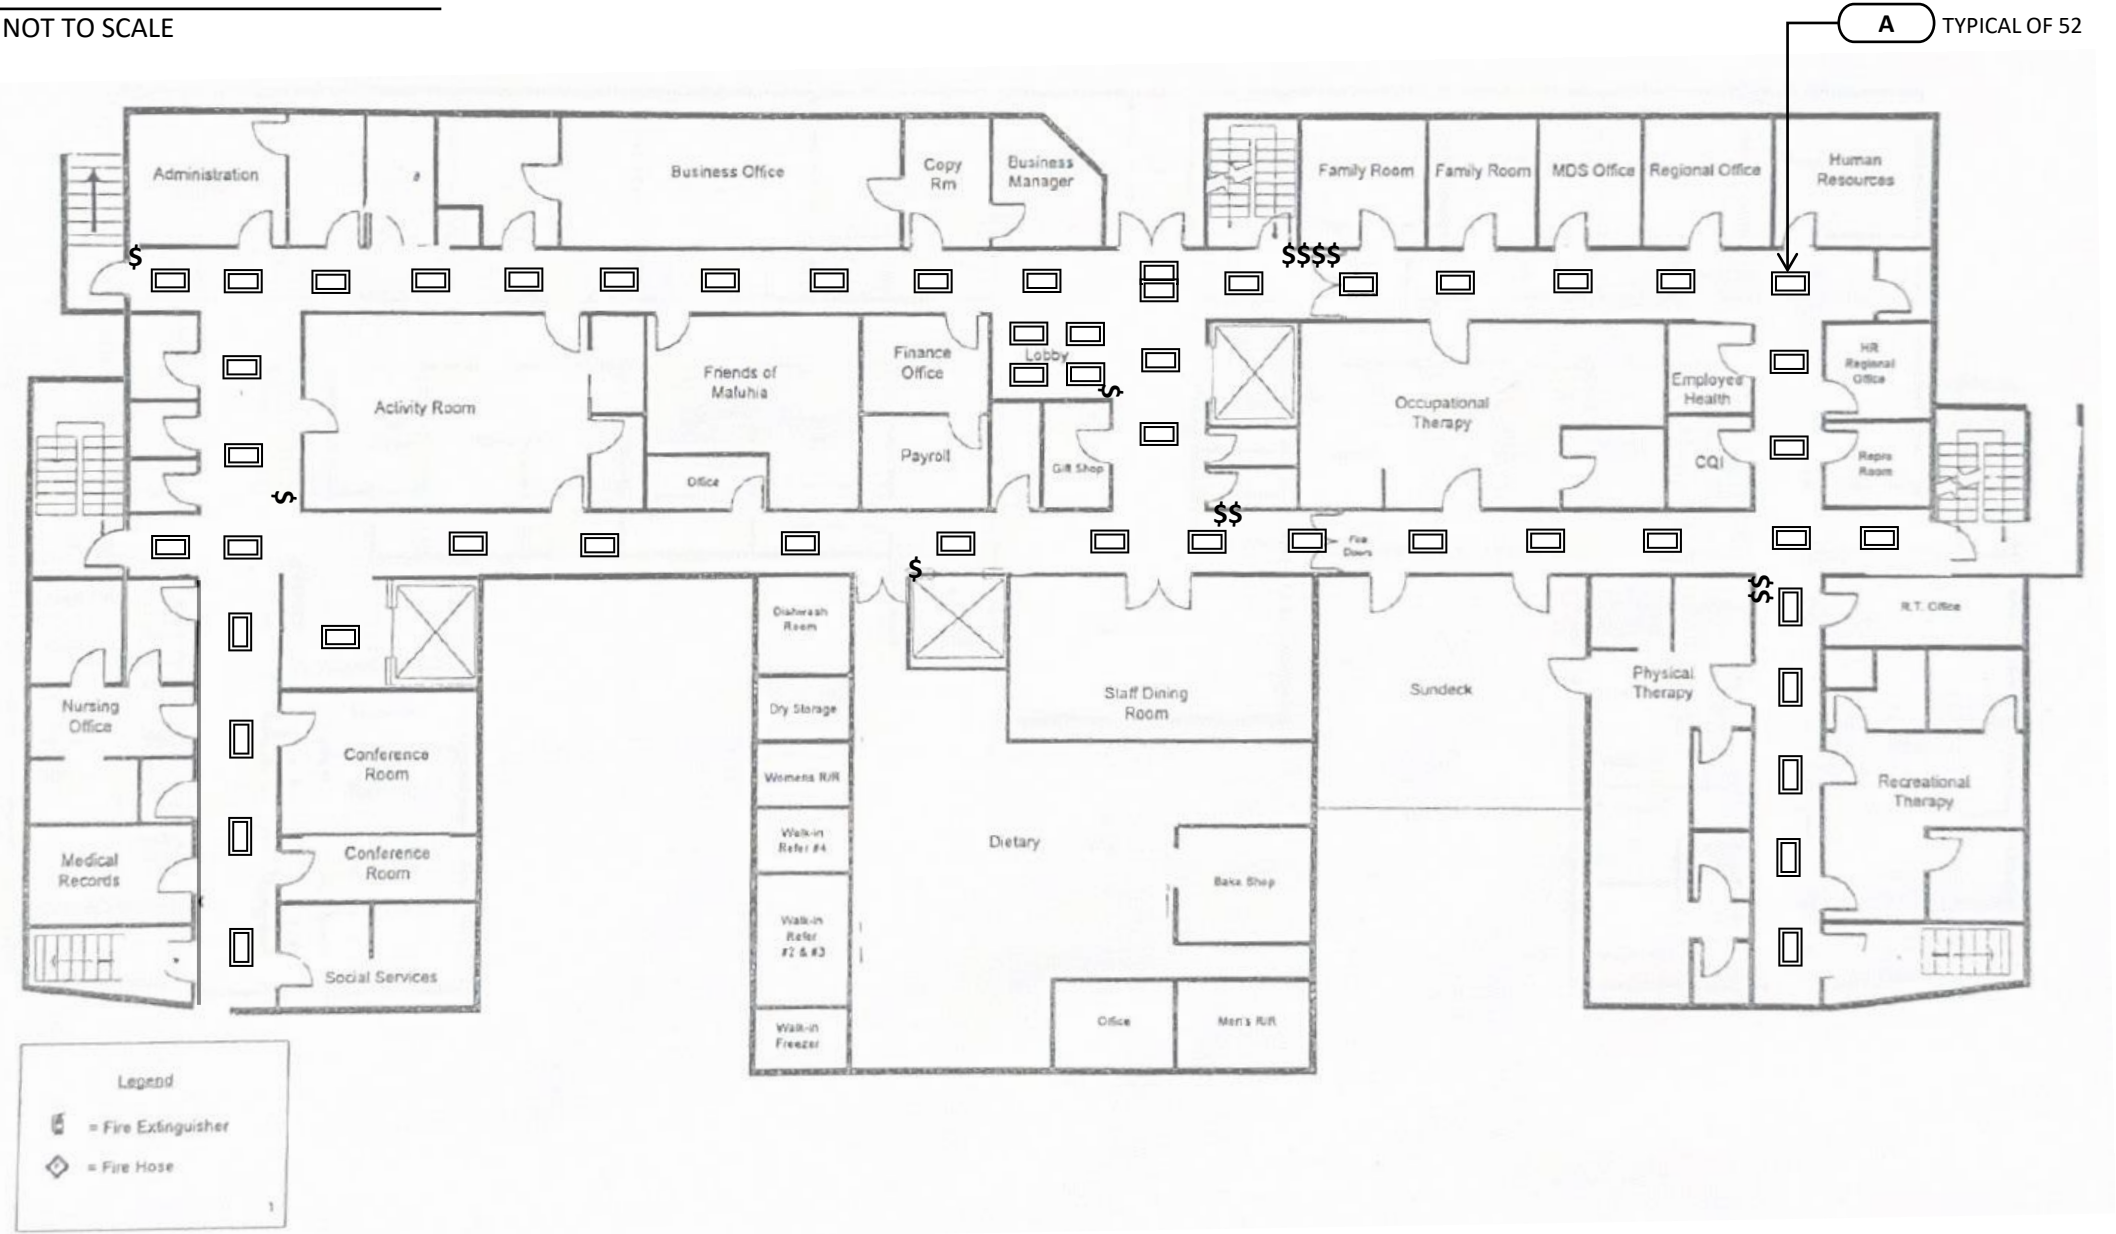 NOT TO SCALE
A
TYPICAL OF 52
Administration
Business Office
Copy
Rm
Business
Manager
Family Room
Family Room
MDS Office
Regional Office
Human
Resources
$
$$$$
Activity Room
Friends of
Maluhia
Finance
Office
Lobby
$
Payroll
Office
Gift Shop
Occupational
Therapy
Employee
Health
CQI
HR
Regional
Office
Repro
Room
$
$$
$
Fire
Doors
$$
Dishwash
Room
Staff Dining
Room
Sundeck
Physical
Therapy
R.T. Office
Nursing
Office
Dry Storage
Conference
Room
Womens R/R
Recreational
Therapy
Walk-in
Refer #4
Dietary
Conference
Room
Medical
Records
Bake Shop
Walk-in
Refer
#2 & #3
Social Services
Office
Men's R/R
Walk-in
Freezer
Legend
= Fire Extinguisher
= Fire Hose
1